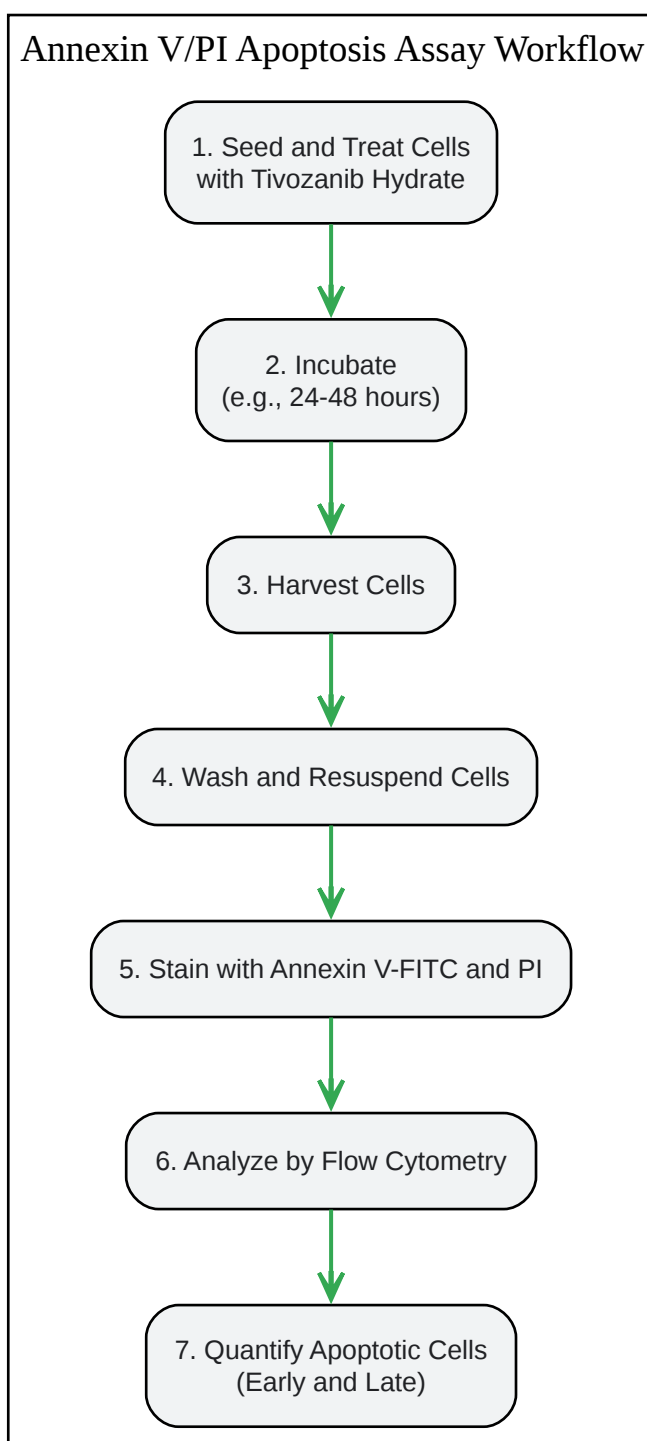 Annexin V/PI Apoptosis Assay Workflow
1. Seed and Treat Cells
with Tivozanib Hydrate
2. Incubate
(e.g., 24-48 hours)
3. Harvest Cells
4. Wash and Resuspend Cells
5. Stain with Annexin V-FITC and PI
6. Analyze by Flow Cytometry
7. Quantify Apoptotic Cells
(Early and Late)